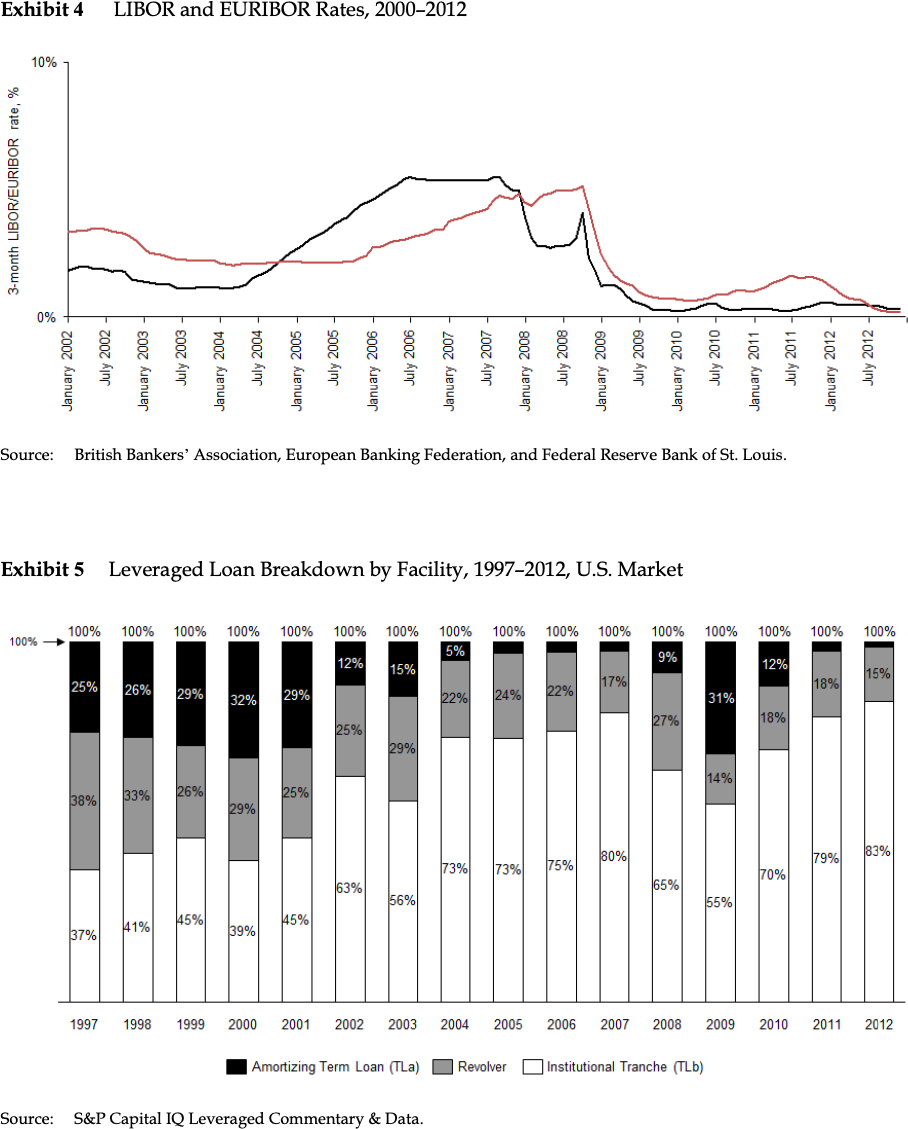 Exhibit 4 LIBOR and EURIBOR Rates, 2000–2012
10%
3-month LIBOR/EURIBOR rate, %
0%
January 2002
July 2002
January 2003
July 2003
January 2004
July 2004
January 2005
July 2005
January 2006
July 2006
January 2007
July 2007
January 2008
July 2008
January 2009
July 2009
January 2010
July 2010
January 2011
July 2011
January 2012
July 2012
Source: British Bankers' Association, European Banking Federation, and Federal Reserve Bank of St. Louis.
Exhibit 5 Leveraged Loan Breakdown by Facility, 1997–2012, U.S. Market
100% 100% 100% 100% 100% 100% 100% 100% 100% 100% 100% 100% 100% 100% 100% 100%
100%
25% 26% 29% 32% 29% 12% 15% 5% 9% 31% 12%
38% 33% 26% 29% 25% 25% 29% 22% 24% 22% 17% 27% 14% 18% 18% 15%
37% 41% 45% 39% 45% 63% 56% 73% 73% 75% 80% 65% 55% 70% 79% 83%
1997 1998 1999 2000 2001 2002 2003 2004 2005 2006 2007 2008 2009 2010 2011 2012
Amortizing Term Loan (TLa) Revolver Institutional Tranche (TLb)
Source: S&P Capital IQ Leveraged Commentary & Data.